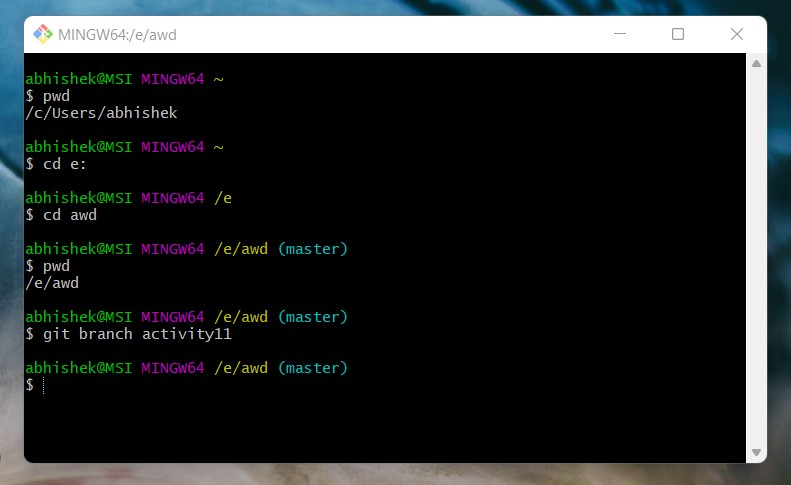 MINGW64:/e/awd
abhishek@MSI MINGW64 ~
$ pwd
/c/Users/abhishek
abhishek@MSI MINGW64 ~
$ cd e:
abhishek@MSI MINGW64 /e
$ cd awd
abhishek@MSI MINGW64 /e/awd (master)
$ pwd
/e/awd
abhishek@MSI MINGW64 /e/awd (master)
$ git branch activity11
abhishek@MSI MINGW64 /e/awd (master)
$